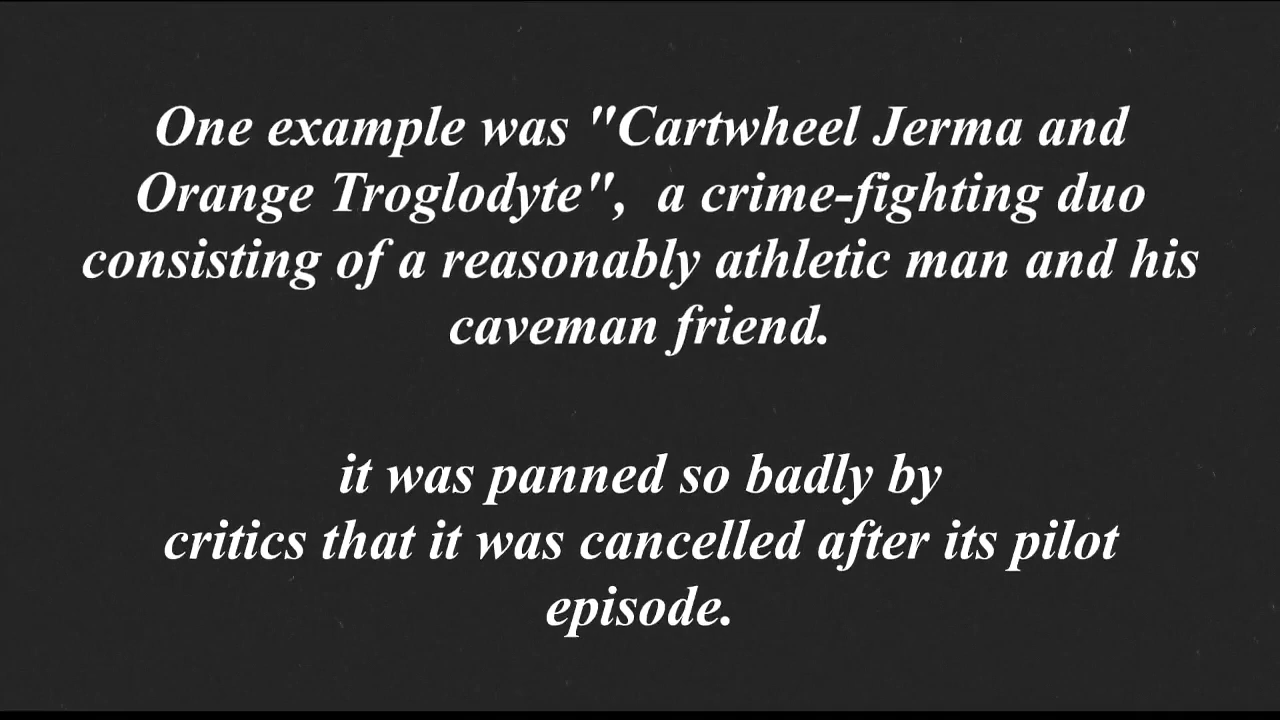 One example was "Cartwheel Jerma and
Orange Troglodyte", a crime-fighting duo
consisting of a reasonably athletic man and his
caveman friend.
it was panned so badly by
critics that it was cancelled after its pilot
episode.